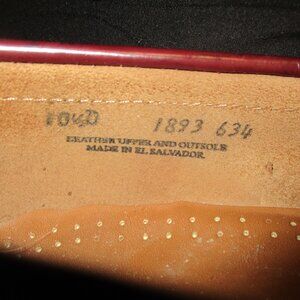 1893 634
LEATHER UPPER AND OUTSOLE
MADE IN EL SALVADOR